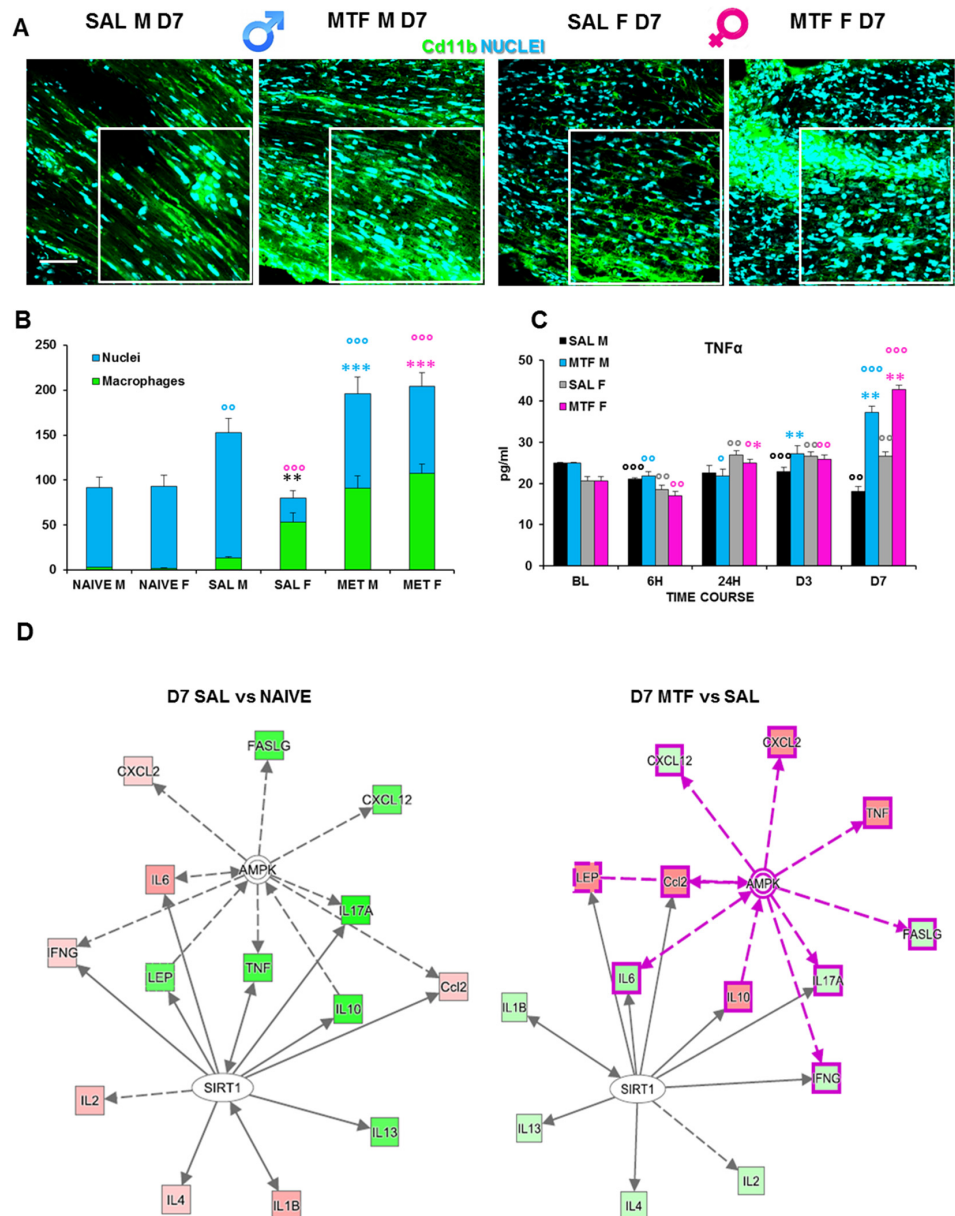 A
SAL M D7
MTF M D7
SAL F D7
MTF F D7
Cd11b NUCLEI
B
250
200
150
100
50
0
Nuclei
Macrophages
°°
°°°
**
°°°
***
°°°
***
NAIVE M
NAIVE F
SAL M
SAL F
MET M
MET F
C
TNFα
SAL M
MTF M
SAL F
MTF F
pg/ml
50
40
30
20
10
0
°°°
°°
°°
°°
°
°°
°*
°°°
**
°°
°°
°°
°°°
**
°°
°°°
**
BL
6H
24H
D3
D7
TIME COURSE
D
D7 SAL vs NAIVE
FASLG
CXCL2
CXCL12
AMPK
IL6
IL17A
IFNG
LEP
TNF
Ccl2
IL10
SIRT1
IL2
IL13
IL4
IL1B
D7 MTF vs SAL
CXCL2
CXCL12
TNF
LEP
Ccl2
AMPK
FASLG
IL6
IL17A
IL10
IL1B
IFNG
SIRT1
IL13
IL2
IL4